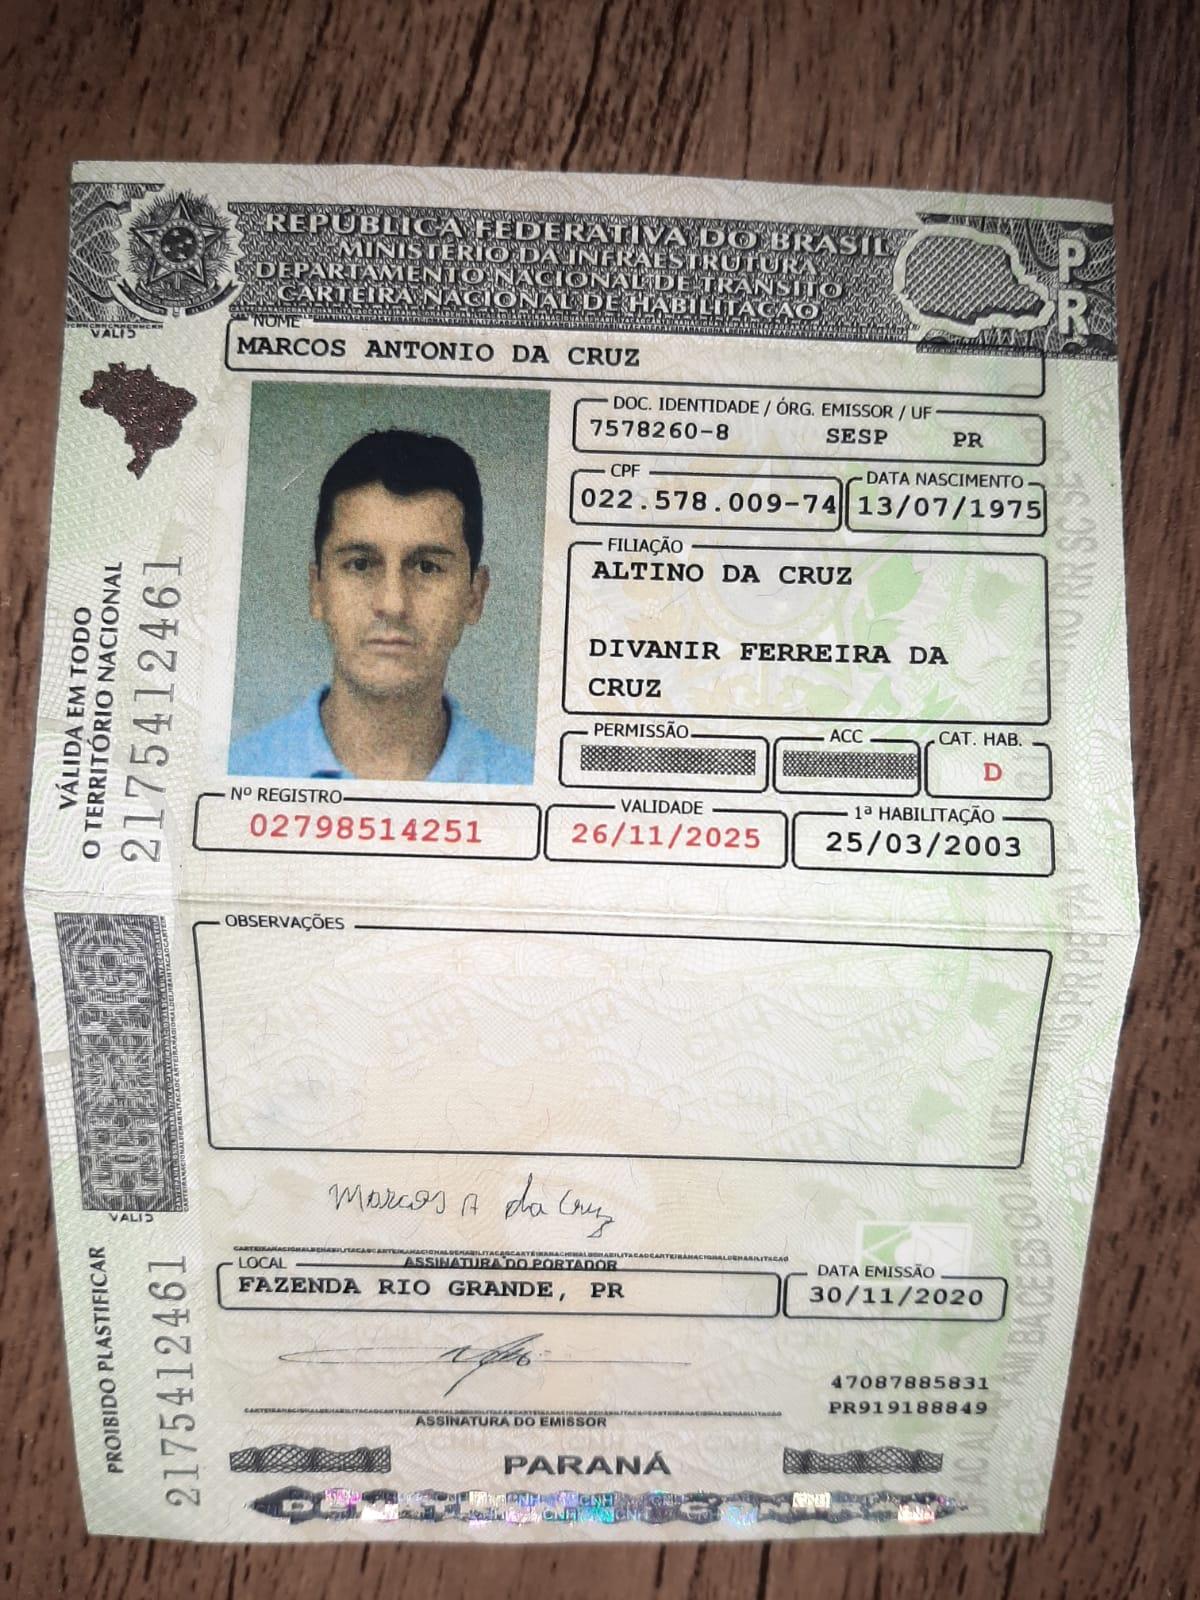 REPÚBLICA FEDERATIVA DO BRASIL
MINISTÉRIO DA INFRAESTRUTURA
DEPARTAMENTO NACIONAL DE TRÂNSITO
CARTEIRA NACIONAL DE HABILITAÇÃO
PR
VALID
NOME
MARCOS ANTONIO DA CRUZ
DOC. IDENTIDADE / ÓRG. EMISSOR / UF
7578260-8 SESP PR
CPF
022.578.009-74
DATA NASCIMENTO
13/07/1975
FILIAÇÃO
ALTINO DA CRUZ
DIVANIR FERREIRA DA
CRUZ
PERMISSÃO
ACC
CAT. HAB.
D
Nº REGISTRO
02798514251
VALIDADE
26/11/2025
1ª HABILITAÇÃO
25/03/2003
VÁLIDA EM TODO
O TERRITÓRIO NACIONAL
2175412461
OBSERVAÇÕES
VALID
Marcos A da Cruz
ASSINATURA DO PORTADOR
LOCAL
FAZENDA RIO GRANDE, PR
DATA EMISSÃO
30/11/2020
47087885831
PR919188849
ASSINATURA DO EMISSOR
PROIBIDO PLASTIFICAR
2175412461
PARANÁ